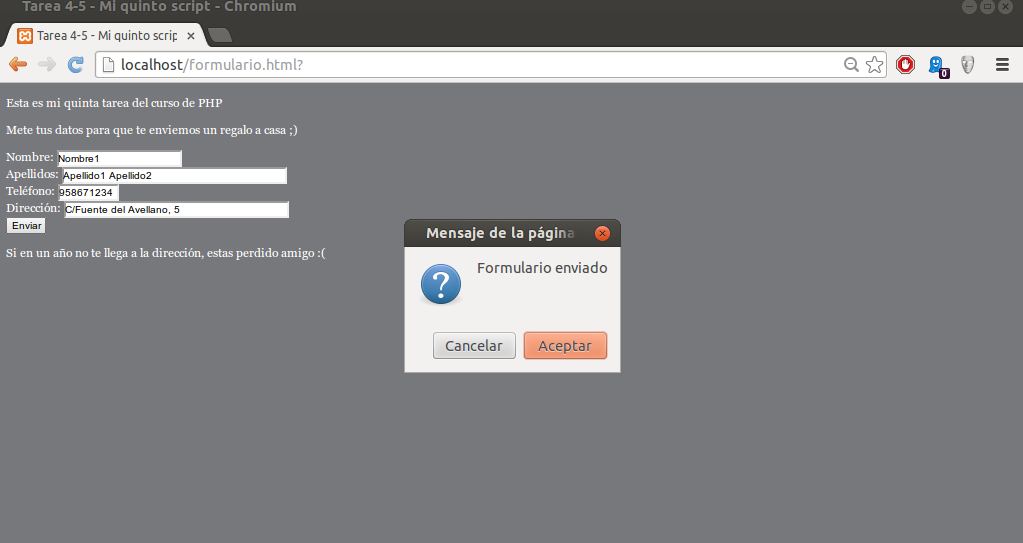 Tarea 4-5 - Mi quinto script - Chromium
Tarea 4-5 - Mi quinto scrip
localhost/formulario.html?
0
Esta es mi quinta tarea del curso de PHP
Mete tus datos para que te enviemos un regalo a casa ;)
Nombre: Nombre1
Apellidos: Apellido1 Apellido2
Teléfono: 958671234
Dirección: C/Fuente del Avellano, 5
Enviar
Si en un año no te llega a la dirección, estas perdido amigo :(
Mensaje de la página
Formulario enviado
Cancelar Aceptar